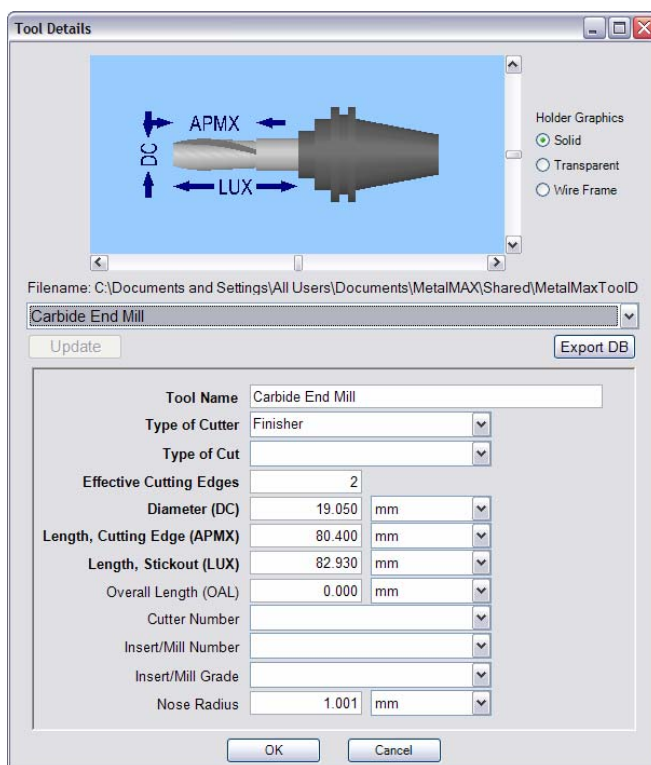 Tool Details
APMX
DC
LUX
Holder Graphics
Solid
Transparent
Wire Frame
Filename: C:\Documents and Settings\All Users\Documents\MetalMAX\Shared\MetalMaxToolD
Carbide End Mill
Update
Export DB
Tool Name Carbide End Mill
Type of Cutter Finisher
Type of Cut
Effective Cutting Edges 2
Diameter (DC) 19.050 mm
Length, Cutting Edge (APMX) 80.400 mm
Length, Stickout (LUX) 82.930 mm
Overall Length (OAL) 0.000 mm
Cutter Number
Insert/Mill Number
Insert/Mill Grade
Nose Radius 1.001 mm
OK Cancel